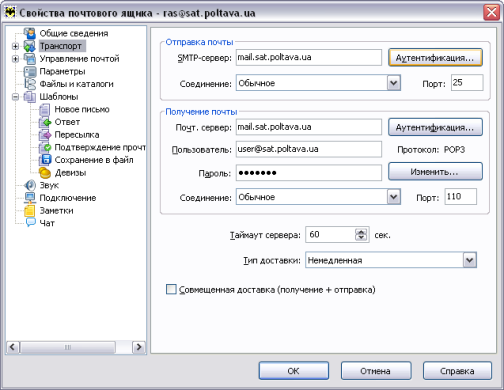 Свойства почтового ящика - ras@sat.poltava.ua
Общие сведения
Транспорт
Управление почтой
Параметры
Файлы и каталоги
Шаблоны
Новое письмо
Ответ
Пересылка
Подтверждение прочт
Сохранение в файл
Девизы
Звук
Подключение
Заметки
Чат
Отправка почты
SMTP-сервер: mail.sat.poltava.ua Аутентификация...
Соединение: Обычное Порт: 25
Получение почты
Почт. сервер: mail.sat.poltava.ua Аутентификация...
Пользователь: user@sat.poltava.ua Протокол: POP3
Пароль: ●●●●●●● Изменить...
Соединение: Обычное Порт: 110
Таймаут сервера: 60 сек.
Тип доставки: Немедленная
Совмещенная доставка (получение + отправка)
OK Отмена Справка